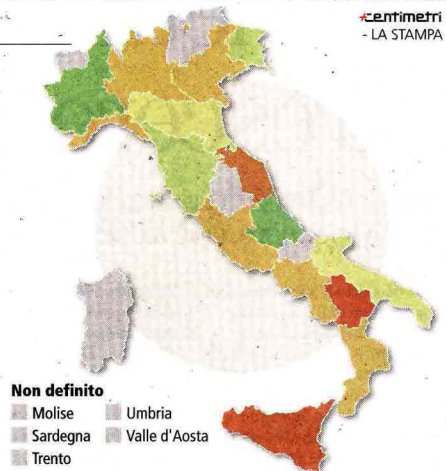 centimetri
- LA STAMPA
Non definito
Molise
Sardegna
Trento
Umbria
Valle d'Aosta